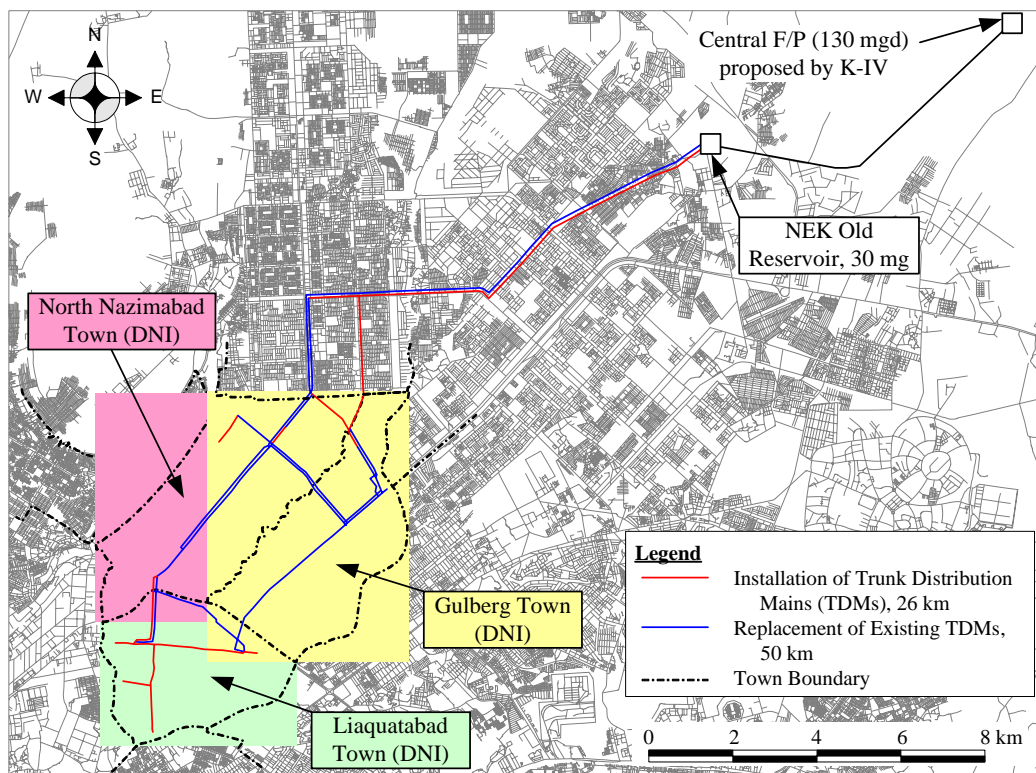 N
W
E
S
Central F/P (130 mgd)
proposed by K-IV
NEK Old
Reservoir, 30 mg
North Nazimabad
Town (DNI)
Gulberg Town
(DNI)
Liaquatabad
Town (DNI)
Legend
Installation of Trunk Distribution
Mains (TDMs), 26 km
Replacement of Existing TDMs,
50 km
Town Boundary
0 2 4 6 8 km